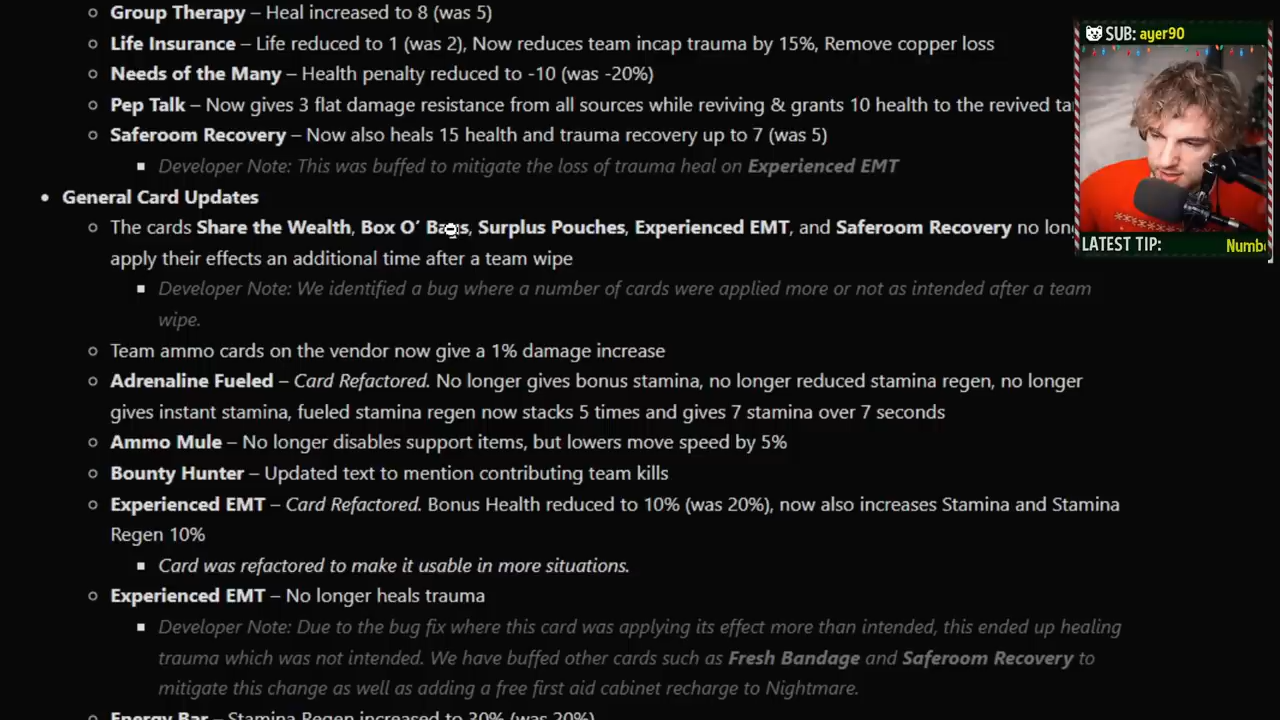 Group Therapy – Heal increased to 8 (was 5)
Life Insurance – Life reduced to 1 (was 2), Now reduces team incap trauma by 15%, Remove copper loss
Needs of the Many – Health penalty reduced to -10 (was -20%)
Pep Talk – Now gives 3 flat damage resistance from all sources while reviving & grants 10 health to the revived
Saferoom Recovery – Now also heals 15 health and trauma recovery up to 7 (was 5)
Developer Note: This was buffed to mitigate the loss of trauma heal on Experienced EMT
General Card Updates
The cards Share the Wealth, Box O' Bags, Surplus Pouches, Experienced EMT, and Saferoom Recovery no
apply their effects an additional time after a team wipe
Developer Note: We identified a bug where a number of cards were applied more or not as intended after a team
wipe.
Team ammo cards on the vendor now give a 1% damage increase
Adrenaline Fueled – Card Refactored. No longer gives bonus stamina, no longer reduced stamina regen, no longer
gives instant stamina, fueled stamina regen now stacks 5 times and gives 7 stamina over 7 seconds
Ammo Mule – No longer disables support items, but lowers move speed by 5%
Bounty Hunter – Updated text to mention contributing team kills
Experienced EMT – Card Refactored. Bonus Health reduced to 10% (was 20%), now also increases Stamina and Stamina
Regen 10%
Card was refactored to make it usable in more situations.
Experienced EMT – No longer heals trauma
Developer Note: Due to the bug fix where this card was applying its effect more than intended, this ended up healing
trauma which was not intended. We have buffed other cards such as Fresh Bandage and Saferoom Recovery to
mitigate this change as well as adding a free first aid cabinet recharge to Nightmare.
Energy Bar – Stamina Regen increased to 30% (was 20%)
SUB: ayer90
LATEST TIP: Numb